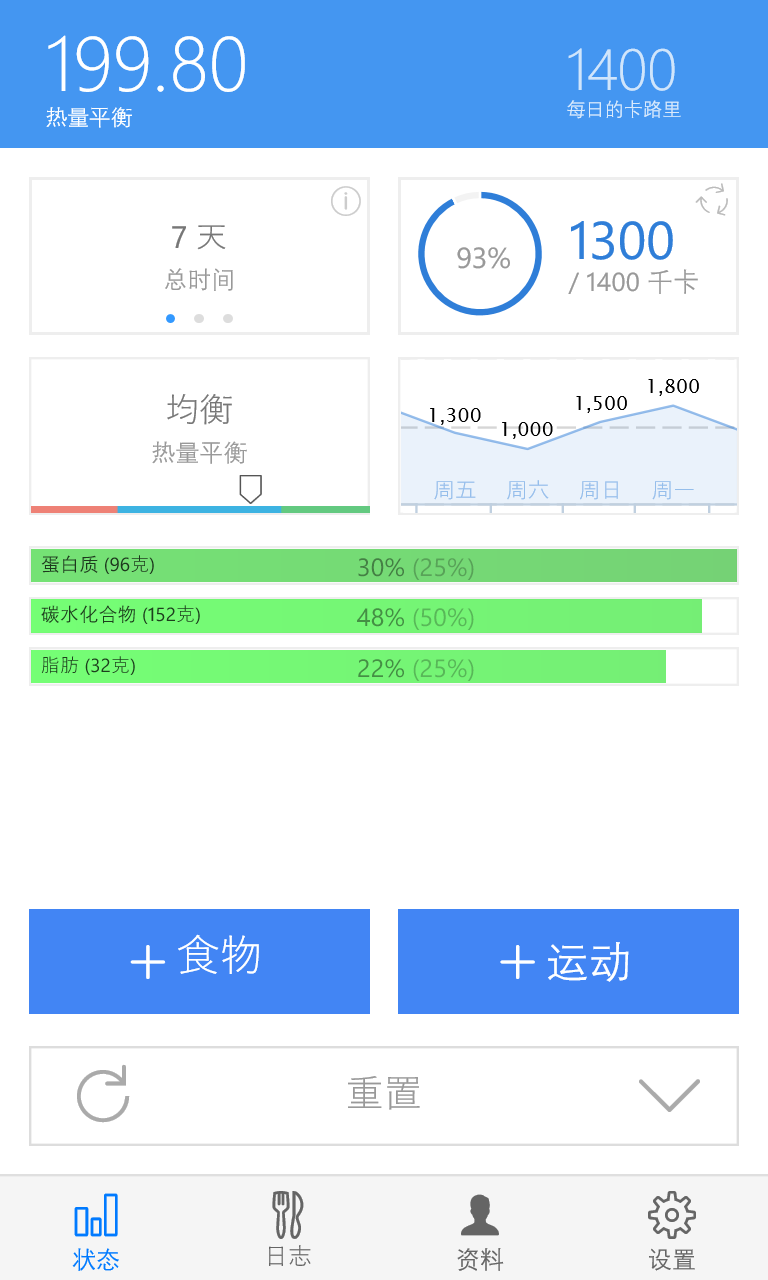 199.80
热量平衡
1400
每日的卡路里
7 天
总时间
93%
1300
/ 1400 千卡
均衡
热量平衡
1,300
1,000
1,500
1,800
周五
周六
周日
周一
蛋白质 (96克)
30% (25%)
碳水化合物 (152克)
48% (50%)
脂肪 (32克)
22% (25%)
食物
运动
重置
状态
日志
资料
设置